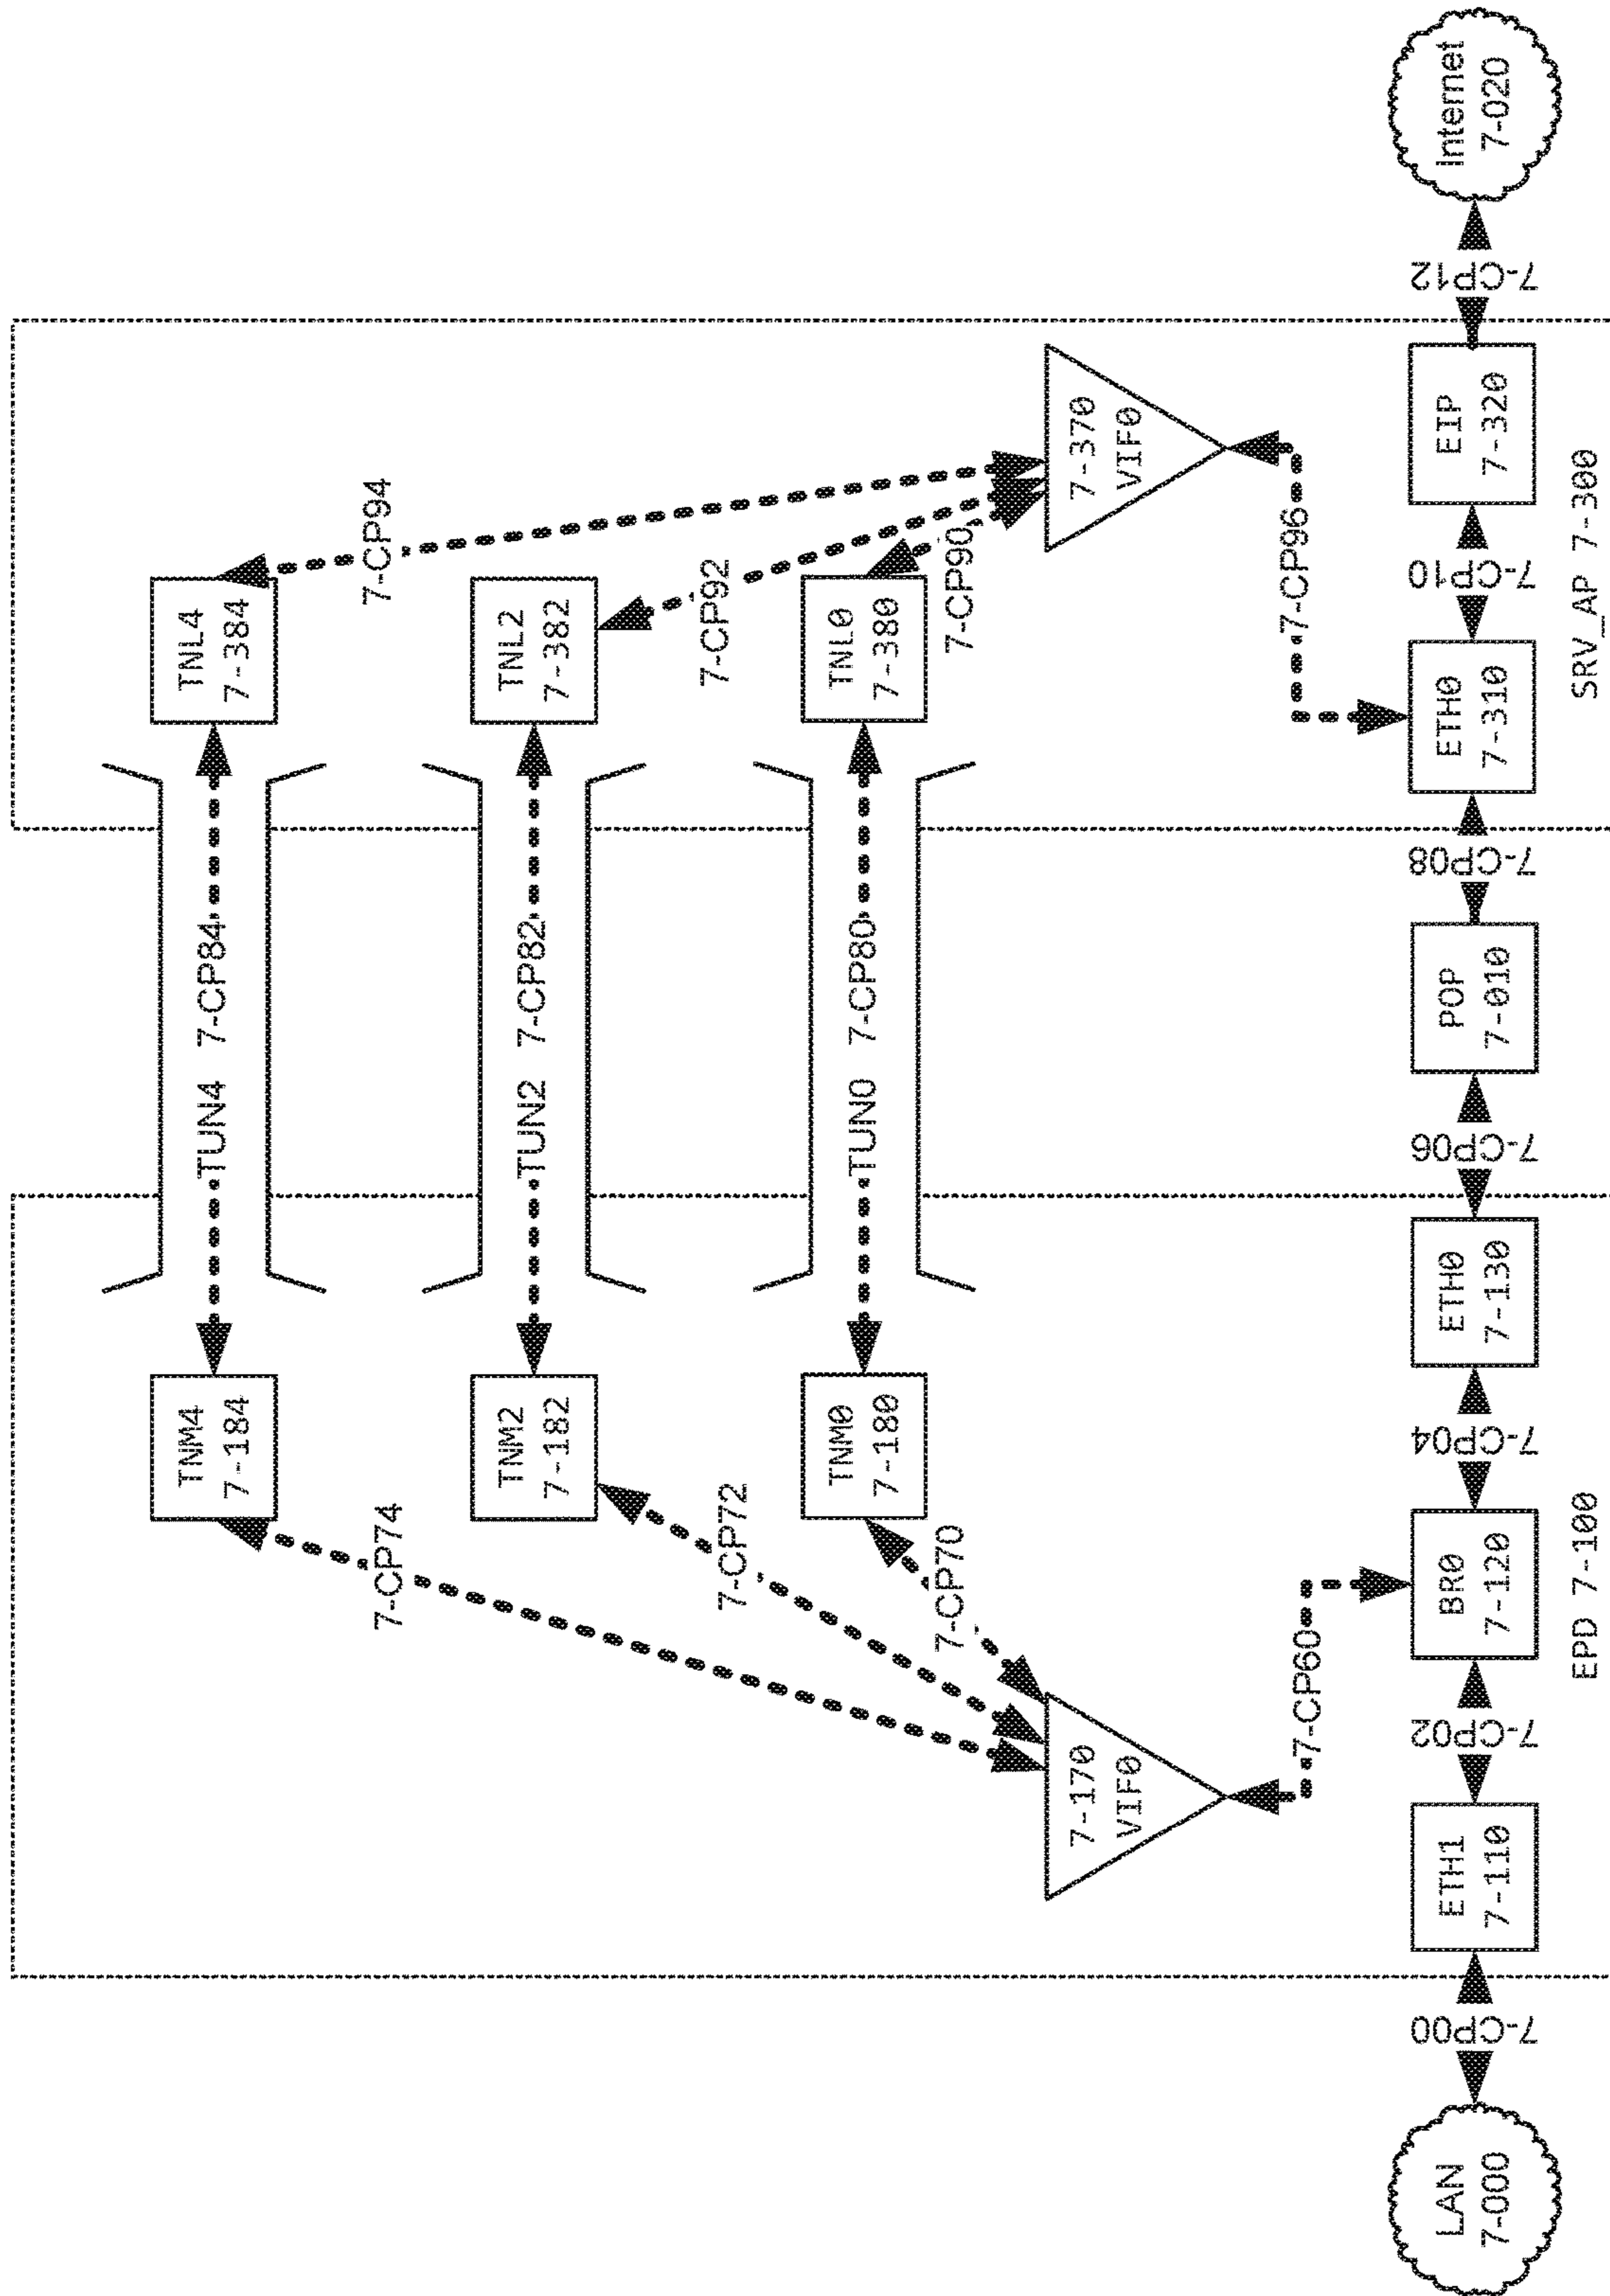 TNM4
7-184
TUN4 7-CP84
TNL4
7-384
7-CP74
7-CP94
TNM2
7-182
TUN2 7-CP82
TNL2
7-382
7-CP72
7-CP92
TNM0
7-180
TUN0 7-CP80
TNL0
7-380
7-CP70
7-CP90
7-170
VIF0
7-370
VIF0
7-CP60
7-CP96
LAN
7-000
7-CP00
ETH1
7-110
7-CP02
BR0
7-120
7-CP04
ETH0
7-130
7-CP06
POP
7-010
7-CP08
ETH0
7-310
7-CP10
EIP
7-320
7-CP12
Internet
7-020
EPD 7-100
SRV_AP 7-300